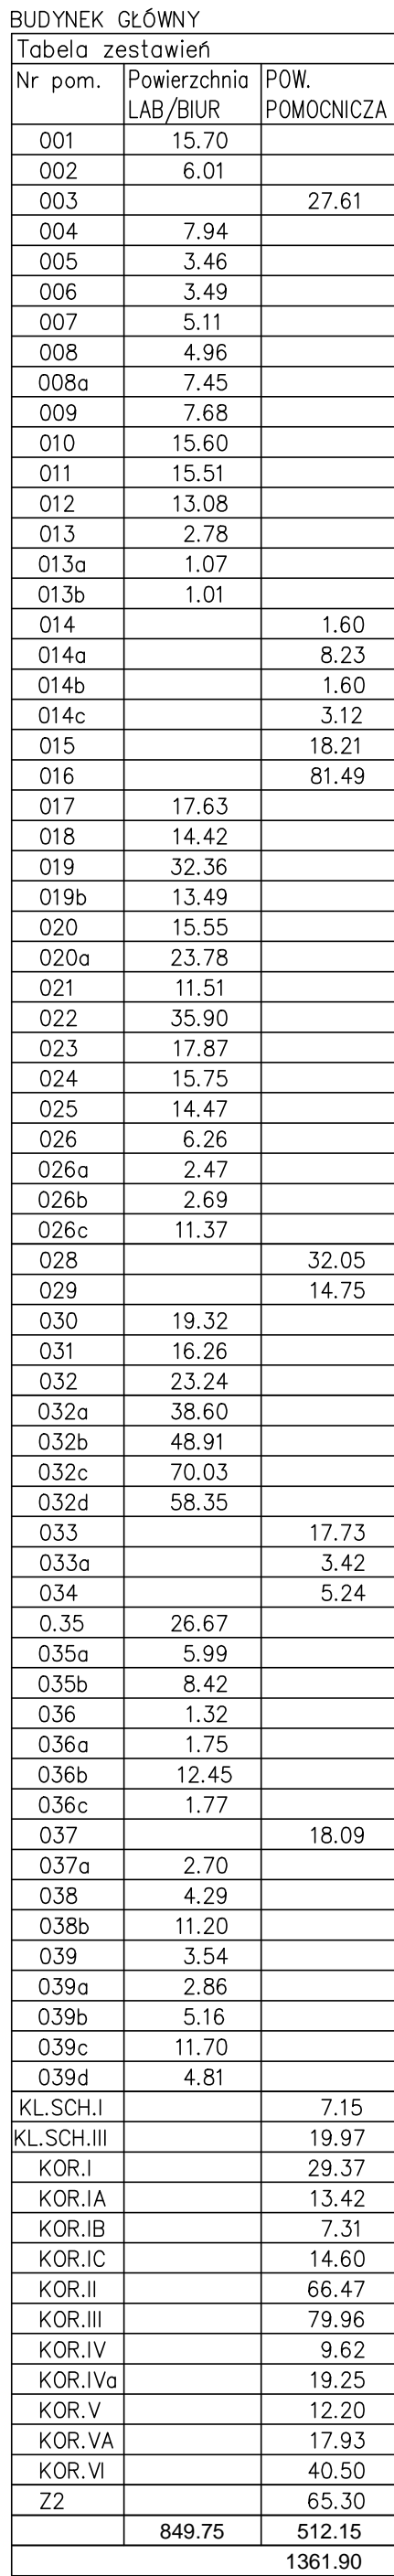 BUDYNEK GŁÓWNY
Tabela zestawień
Nr pom. Powierzchnia POW.
LAB/BIUR POMOCNICZA
001 15.70
002 6.01
003 27.61
004 7.94
005 3.46
006 3.49
007 5.11
008 4.96
008a 7.45
009 7.68
010 15.60
011 15.51
012 13.08
013 2.78
013a 1.07
013b 1.01
014 1.60
014a 8.23
014b 1.60
014c 3.12
015 18.21
016 81.49
017 17.63
018 14.42
019 32.36
019b 13.49
020 15.55
020a 23.78
021 11.51
022 35.90
023 17.87
024 15.75
025 14.47
026 6.26
026a 2.47
026b 2.69
026c 11.37
028 32.05
029 14.75
030 19.32
031 16.26
032 23.24
032a 38.60
032b 48.91
032c 70.03
032d 58.35
033 17.73
033a 3.42
034 5.24
0.35 26.67
035a 5.99
035b 8.42
036 1.32
036a 1.75
036b 12.45
036c 1.77
037 18.09
037a 2.70
038 4.29
038b 11.20
039 3.54
039a 2.86
039b 5.16
039c 11.70
039d 4.81
KL.SCH.I 7.15
KL.SCH.III 19.97
KOR.I 29.37
KOR.IA 13.42
KOR.IB 7.31
KOR.IC 14.60
KOR.II 66.47
KOR.III 79.96
KOR.IV 9.62
KOR.IVa 19.25
KOR.V 12.20
KOR.VA 17.93
KOR.VI 40.50
Z2 65.30
849.75 512.15
1361.90